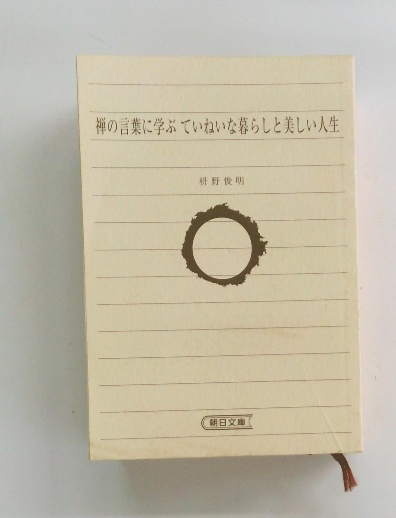 禅の言葉に学ぶ ていねいな暮らしと美しい人生
枡野俊明
朝日文庫